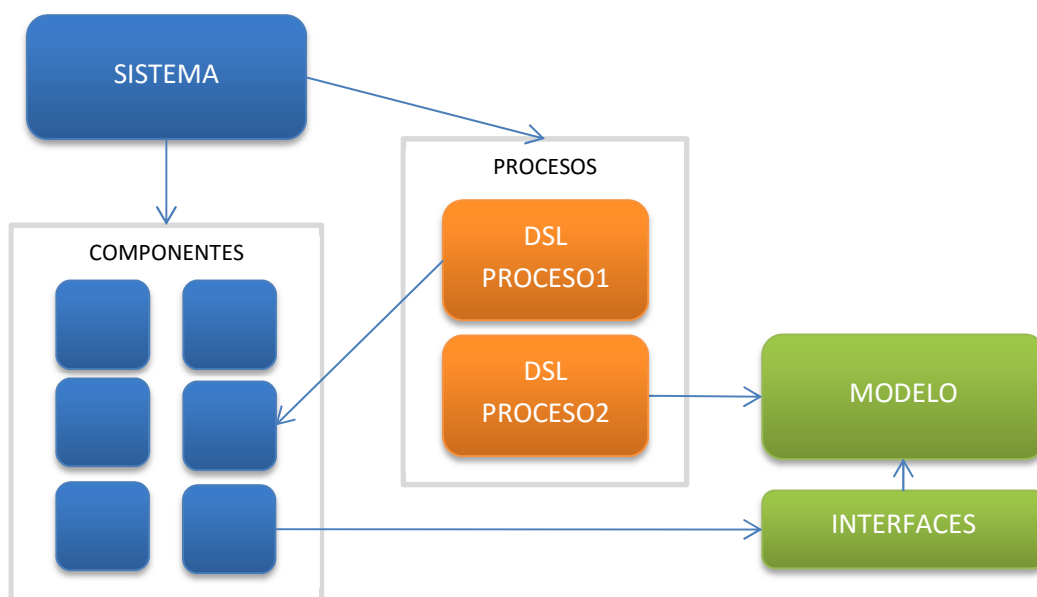 SISTEMA
PROCESOS
DSL
PROCESO1
COMPONENTES
DSL
PROCESO2
MODELO
INTERFACES